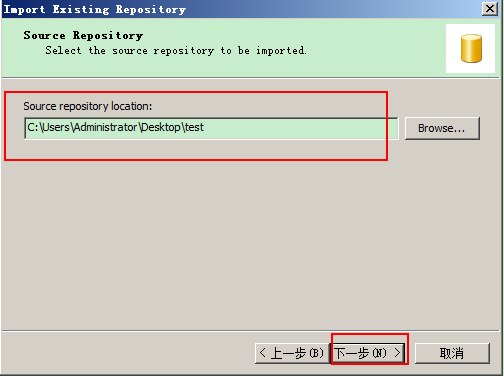 Import Existing Repository
Source Repository
Select the source repository to be imported.
Source repository location:
C:\Users\Administrator\Desktop\test
Browse...
< 上一步(B)
下一步(N) >
取消